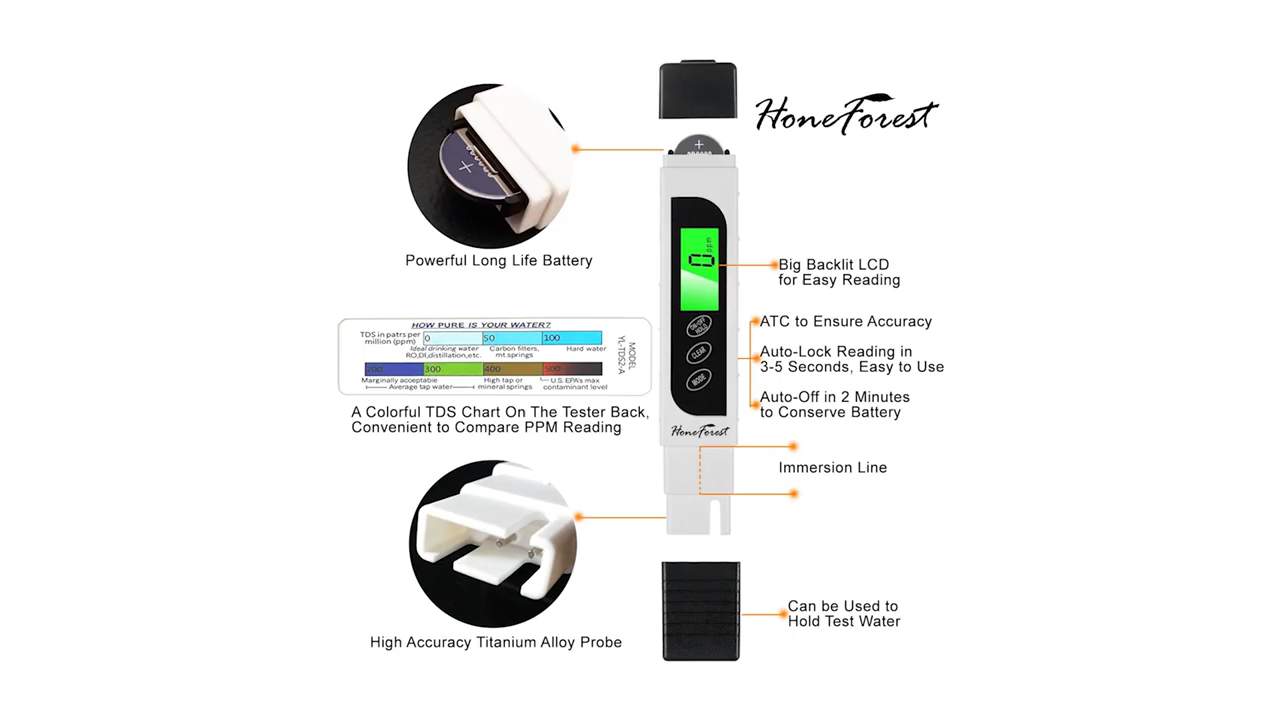 HoneForest
+
+
Powerful Long Life Battery
0 ppm
Big Backlit LCD
for Easy Reading
HOW PURE IS YOUR WATER?
TDS in patrs per
million (ppm)
0 50 100
Ideal drinking water
RO,DI,distillation,etc.
Carbon filters,
mt.springs
Hard water
200 300 400 500
Marginally acceptable
Average tap water
High tap or
mineral springs
U.S. EPA's max
contaminant level
MODEL
YL-TDS2-A
ON-OFF
HOLD
CLEAR
MODE
ATC to Ensure Accuracy
Auto-Lock Reading in
3-5 Seconds, Easy to Use
Auto-Off in 2 Minutes
to Conserve Battery
A Colorful TDS Chart On The Tester Back,
Convenient to Compare PPM Reading
HoneForest
Immersion Line
High Accuracy Titanium Alloy Probe
Can be Used to
Hold Test Water